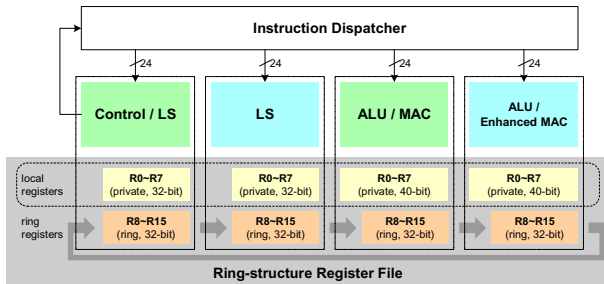 Instruction Dispatcher
24 24 24 24
Control / LS LS ALU / MAC ALU /
Enhanced MAC
local
registers
R0~R7 R0~R7 R0~R7 R0~R7
(private, 32-bit) (private, 32-bit) (private, 40-bit) (private, 40-bit)
ring
registers
R8~R15 R8~R15 R8~R15 R8~R15
(ring, 32-bit) (ring, 32-bit) (ring, 32-bit) (ring, 32-bit)
Ring-structure Register File